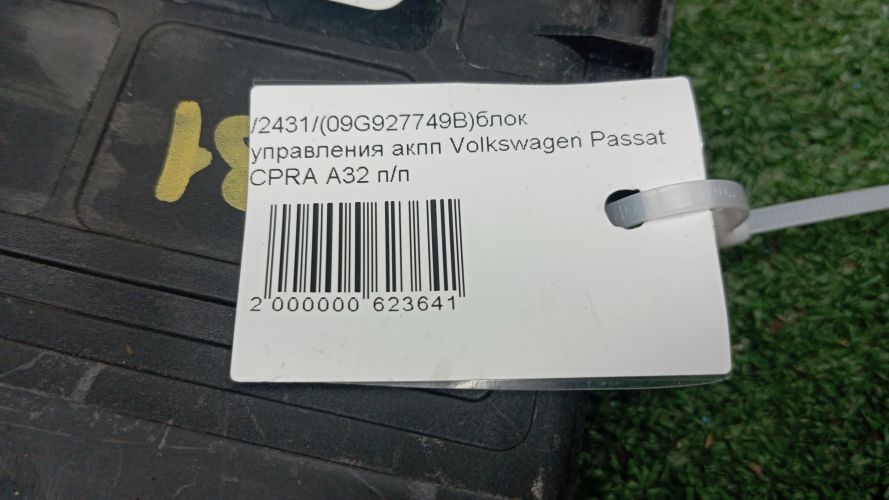 /2431/(09G927749B)блок
управления акпп Volkswagen Passat
CPRA A32 п/п
2 000000 623641